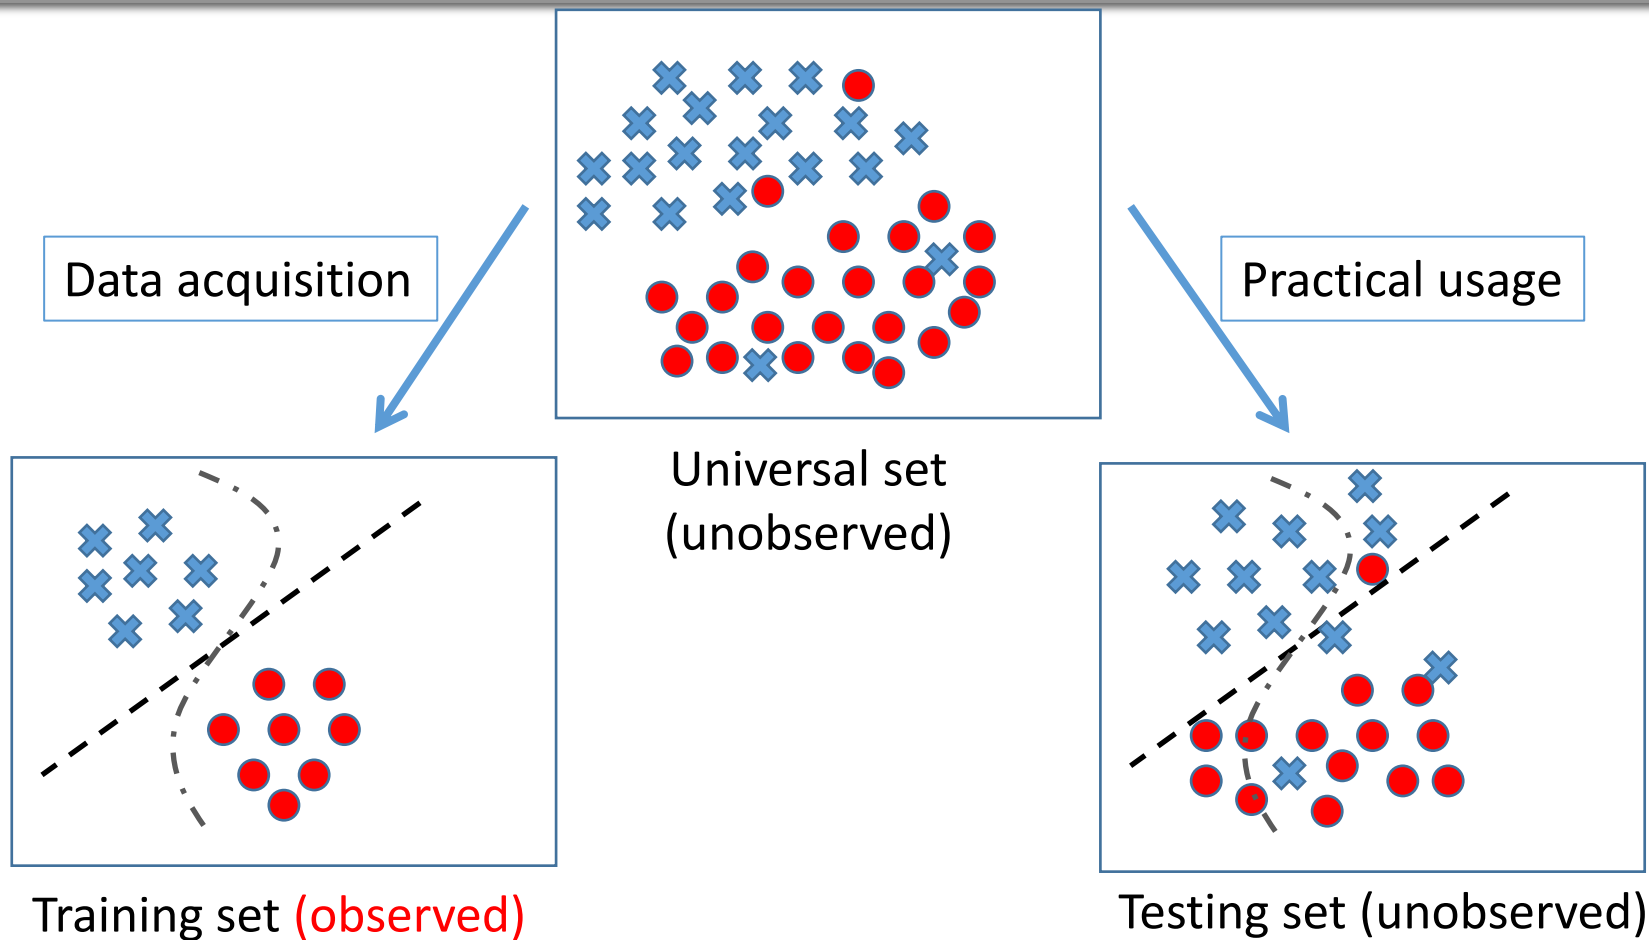 Data acquisition
Practical usage
Universal set
(unobserved)
Training set (observed)
Testing set (unobserved)